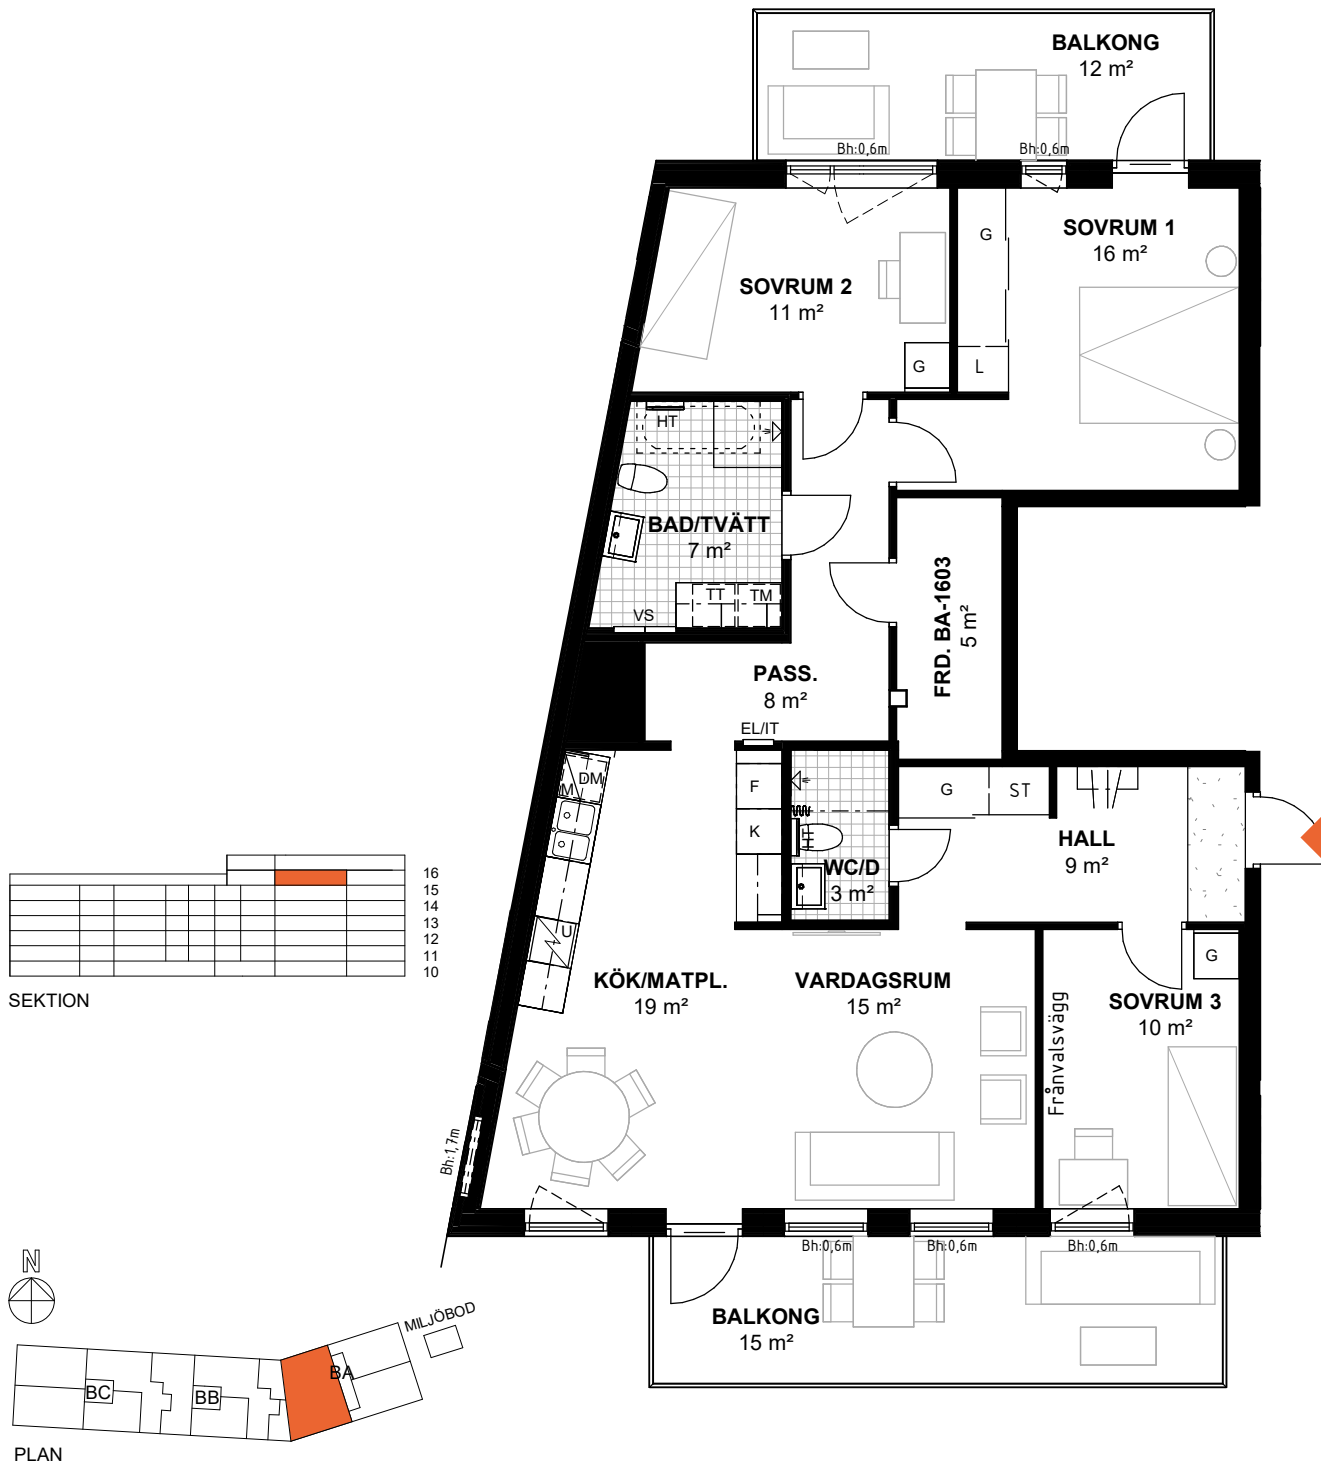 BALKONG
12 m²
Bh:0,6m
Bh:0,6m
SOVRUM 1
16 m²
G
SOVRUM 2
11 m²
G
L
HT
BAD/TVÄTT
7 m²
TT
TM
VS
FRD. BA-1603
5 m²
PASS.
8 m²
EL/IT
DM
M
F
K
G
ST
HT
WC/D
3 m²
HALL
9 m²
U
KÖK/MATPL.
19 m²
VARDAGSRUM
15 m²
G
SOVRUM 3
10 m²
Frånvalsvägg
Bh:1,7m
Bh:0,6m
Bh:0,6m
Bh:0,6m
BALKONG
15 m²
16
15
14
13
12
11
10
SEKTION
N
MILJÖBOD
BA
BB
BC
PLAN